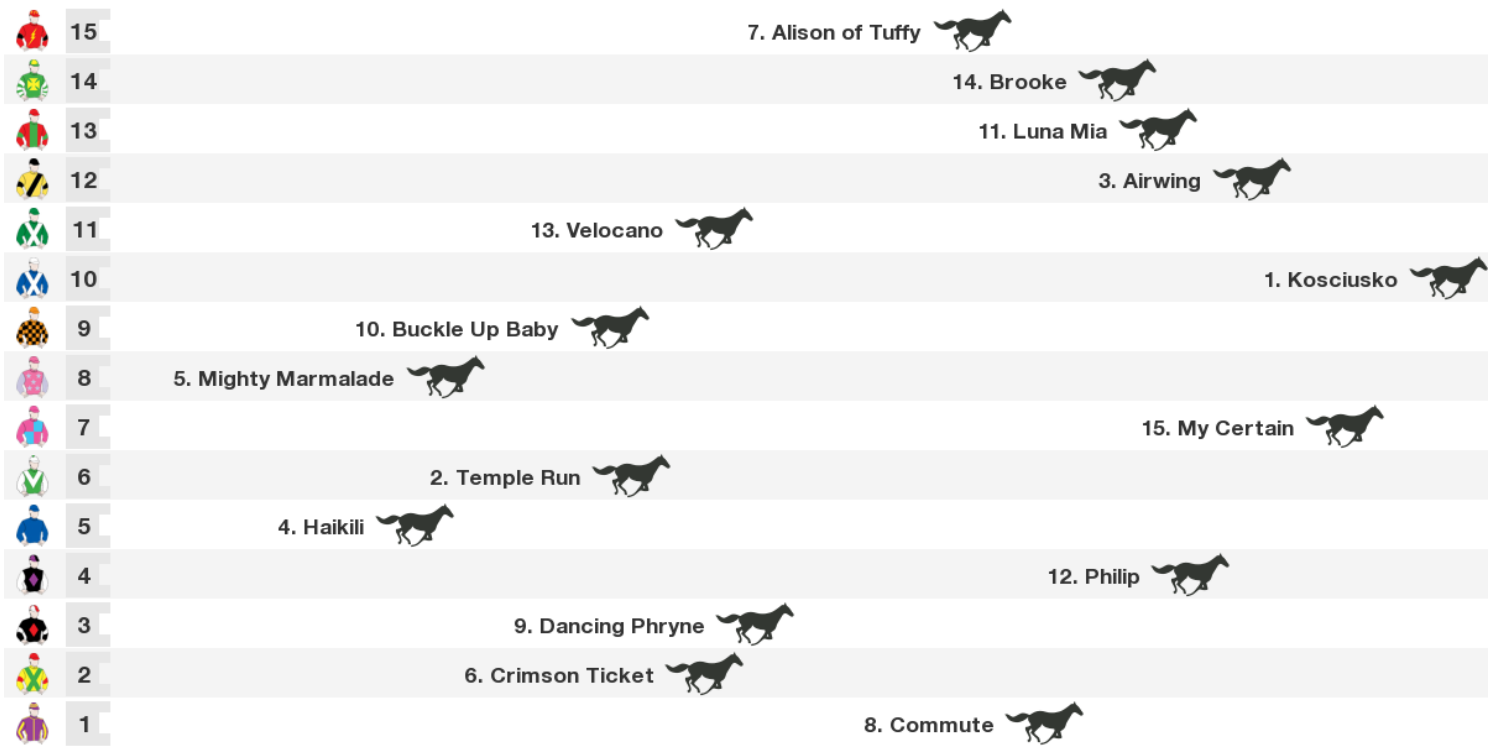 15 7. Alison of Tuffy
14 14. Brooke
13 11. Luna Mia
12 3. Airwing
11 13. Velocano
10 1. Kosciusko
9 10. Buckle Up Baby
8 5. Mighty Marmalade
7 15. My Certain
6 2. Temple Run
5 4. Haikili
4 12. Philip
3 9. Dancing Phryne
2 6. Crimson Ticket
1 8. Commute